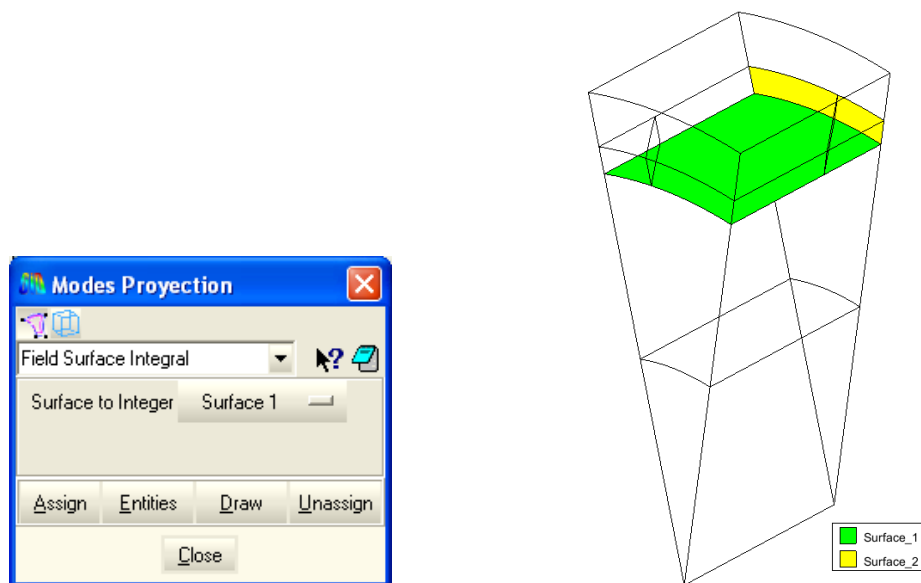 Modes Proyection
Field Surface Integral
Surface to Integer Surface 1
Assign Entities Draw Unassign
Close
Surface_1
Surface_2